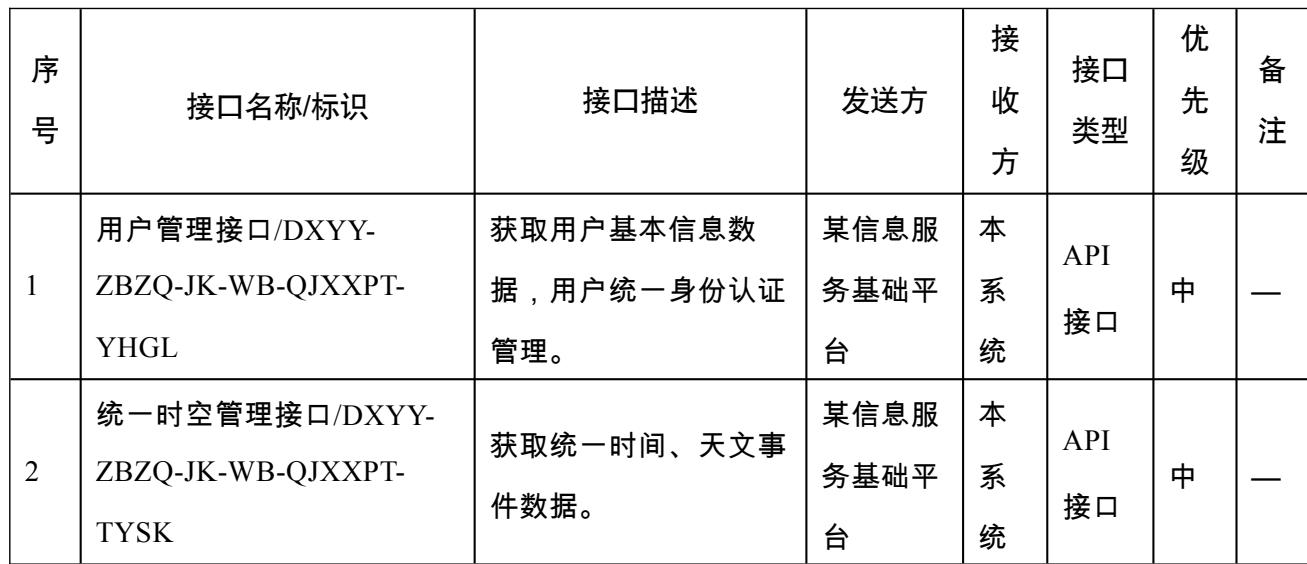 序号 接口名称/标识 接口描述 发送方 接收方 接口类型 优先级 备注
1
用户管理接口/DXYY-
ZBZQ-JK-WB-QJXXPT-
YHGL
获取用户基本信息数
据，用户统一身份认证
管理。
某信息服
务基础平
台
本
系
统
API
接口
中
—
2
统一时空管理接口/DXYY-
ZBZQ-JK-WB-QJXXPT-
TYSK
获取统一时间、天文事
件数据。
某信息服
务基础平
台
本
系
统
API
接口
中
—